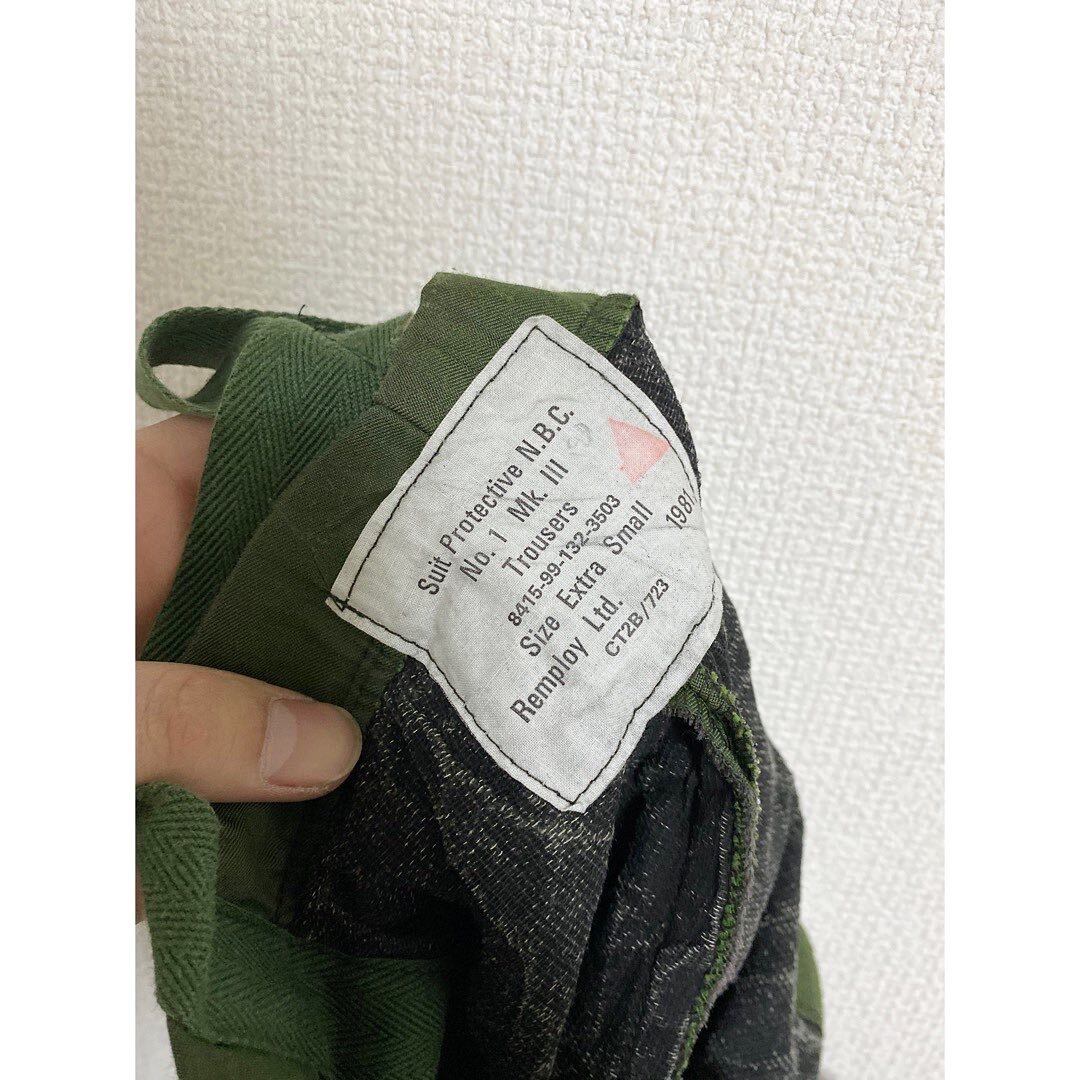 Suit Protective N.B.C.
No. 1 Mk. III
Trousers
8415-99-132-3503
Size Extra Small
Remploy Ltd. 1981
CT2B/723